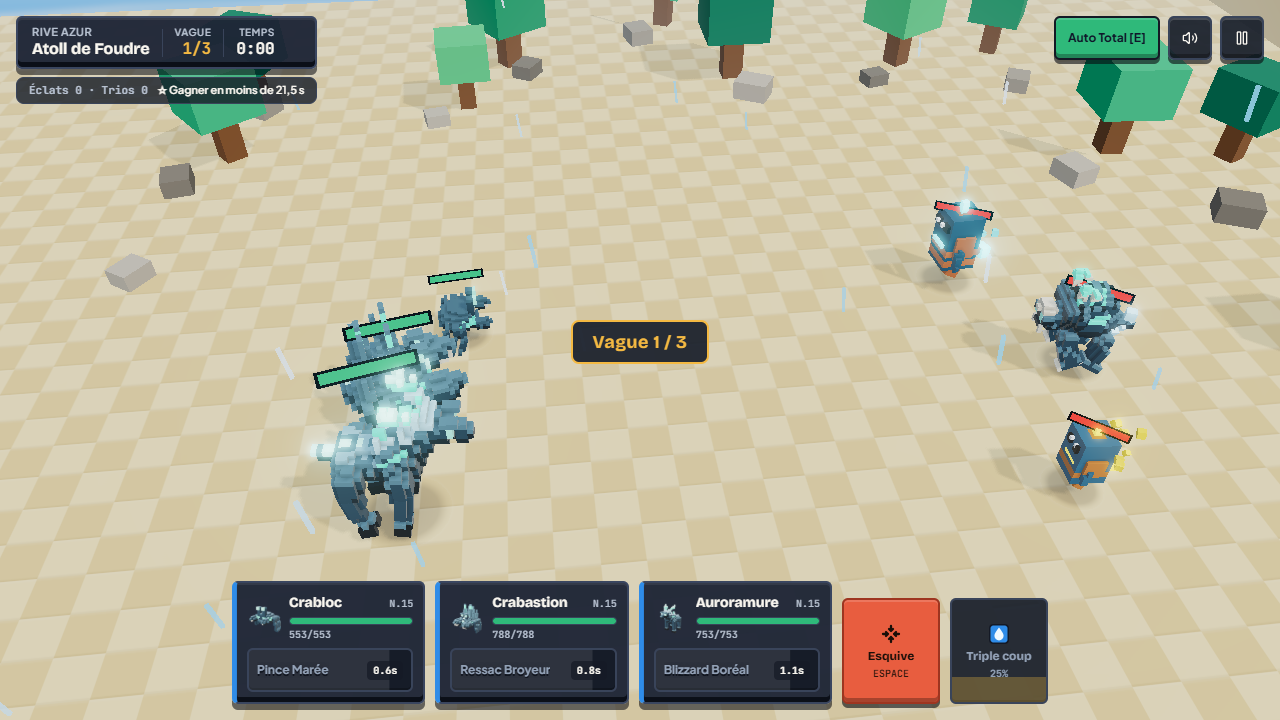 RIVE AZUR
Atoll de Foudre
VAGUE
1/3
TEMPS
0:00
Éclats 0 · Trios 0 ★ Gagner en moins de 21,5 s
Auto Total [E]
Vague 1 / 3
Crabloc N.15
553/553
Pince Marée 0.6s
Crabastion N.15
788/788
Ressac Broyeur 0.8s
Auroramure N.15
753/753
Blizzard Boréal 1.1s
Esquive
ESPACE
Triple coup
25%